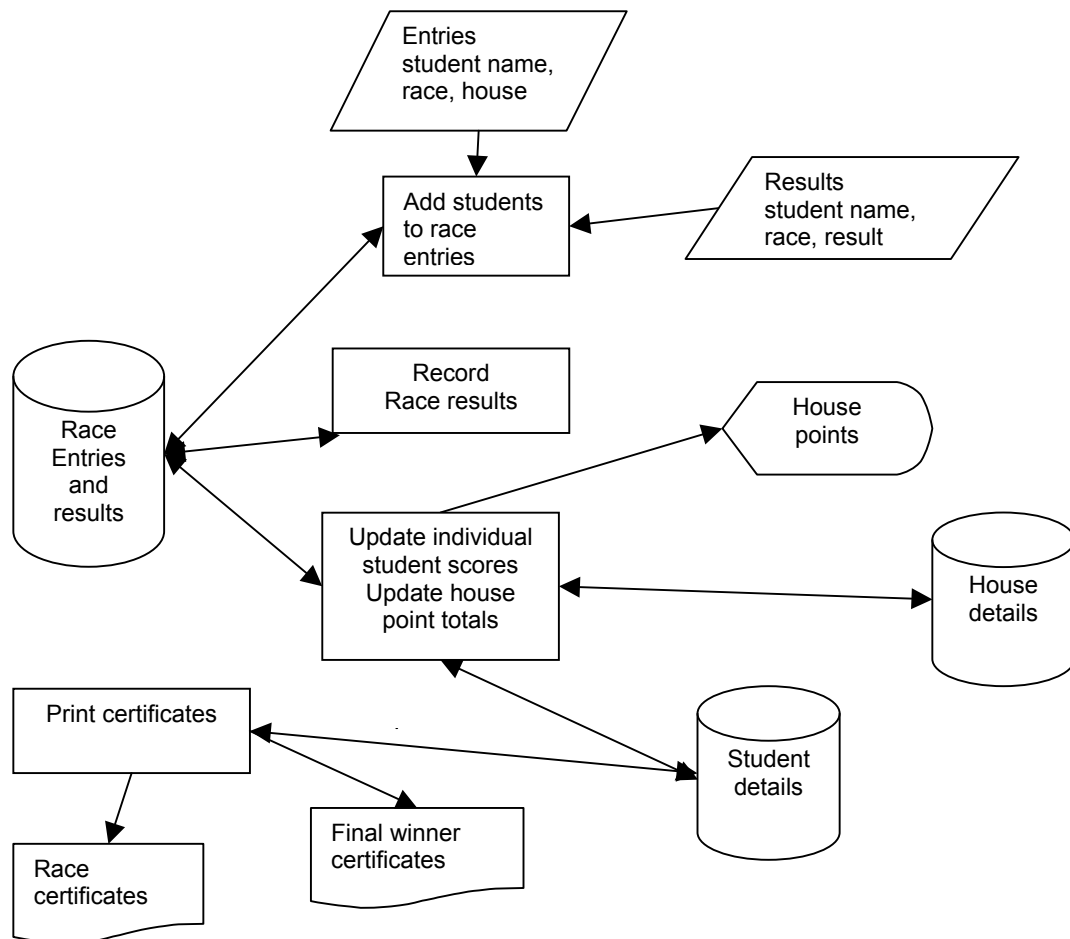 Entries
student name,
race, house
Results
student name,
race, result
Add students
to race
entries
Record
Race results
House
points
Race
Entries
and
results
Update individual
student scores
Update house
point totals
House
details
Print certificates
Student
details
Final winner
certificates
Race
certificates